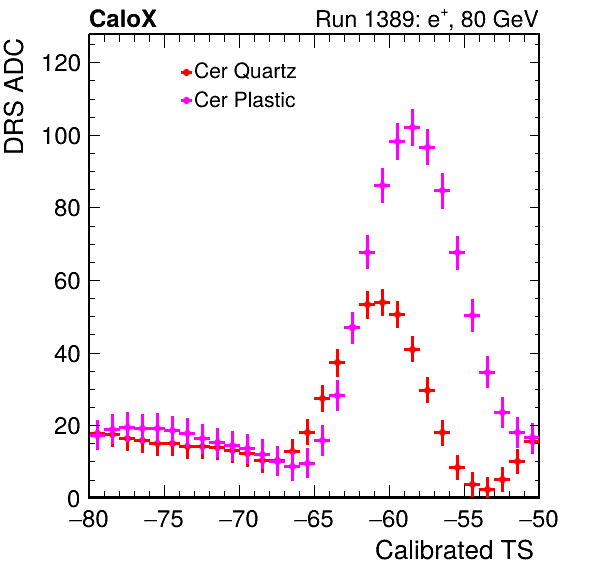 CaloX Run 1389: e⁺, 80 GeV
DRS ADC
Cer Quartz
Cer Plastic
120
100
80
60
40
20
0
−80 −75 −70 −65 −60 −55 −50
Calibrated TS